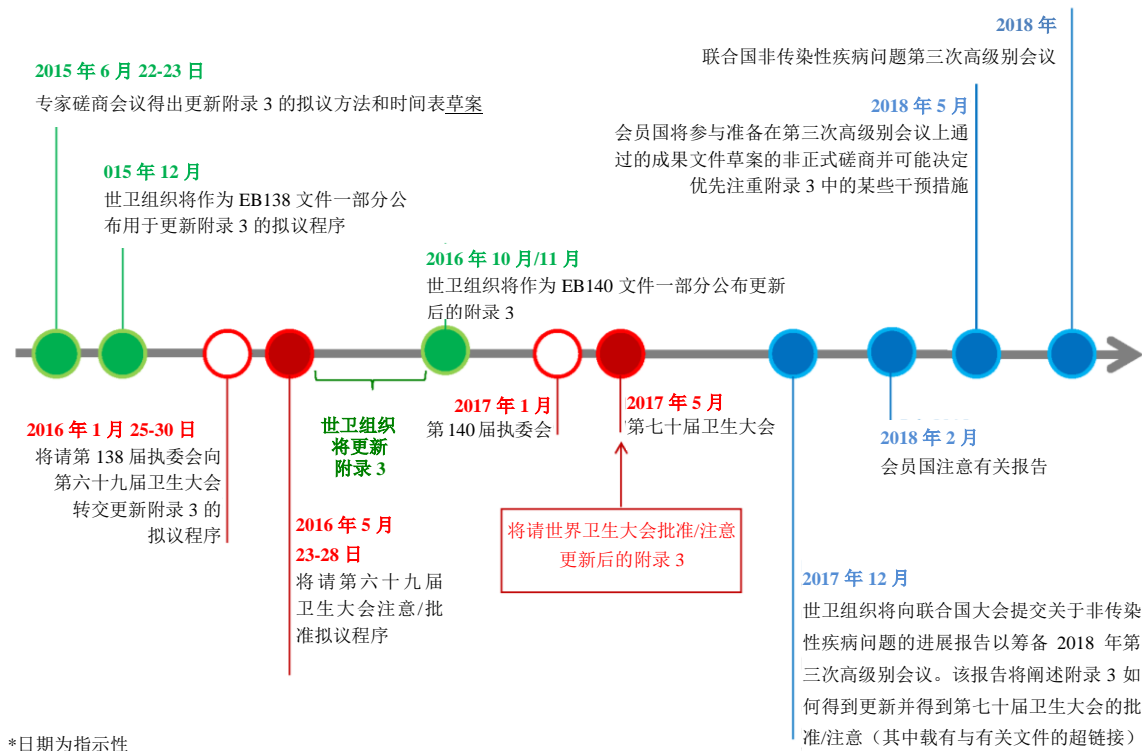 2018 年
联合国非传染性疾病问题第三次高级别会议
2015 年 6 月 22-23 日
专家磋商会议得出更新附录 3 的拟议方法和时间表草案
2018 年 5 月
会员国将参与准备在第三次高级别会议上通
过的成果文件草案的非正式磋商并可能决定
优先注重附录 3 中的某些干预措施
015 年 12 月
世卫组织将作为 EB138 文件一部分公
布用于更新附录 3 的拟议程序
2016 年 10 月/11 月
世卫组织将作为 EB140 文件一部分公布更新
后的附录 3
2016 年 1 月 25-30 日
将请第 138 届执委会向
第六十九届卫生大会
转交更新附录 3 的
拟议程序
世卫组织
将更新
附录 3
2017 年 1 月
第 140 届执委会
2017 年 5 月
第七十届卫生大会
2018 年 2 月
会员国注意有关报告
2016 年 5 月
23-28 日
将请第六十九届
卫生大会注意/批
准拟议程序
将请世界卫生大会批准/注意
更新后的附录 3
2017 年 12 月
世卫组织将向联合国大会提交关于非传染
性疾病问题的进展报告以筹备 2018 年第
三次高级别会议。该报告将阐述附录 3 如
何得到更新并得到第七十届卫生大会的批
准/注意（其中载有与有关文件的超链接）
*日期为指示性